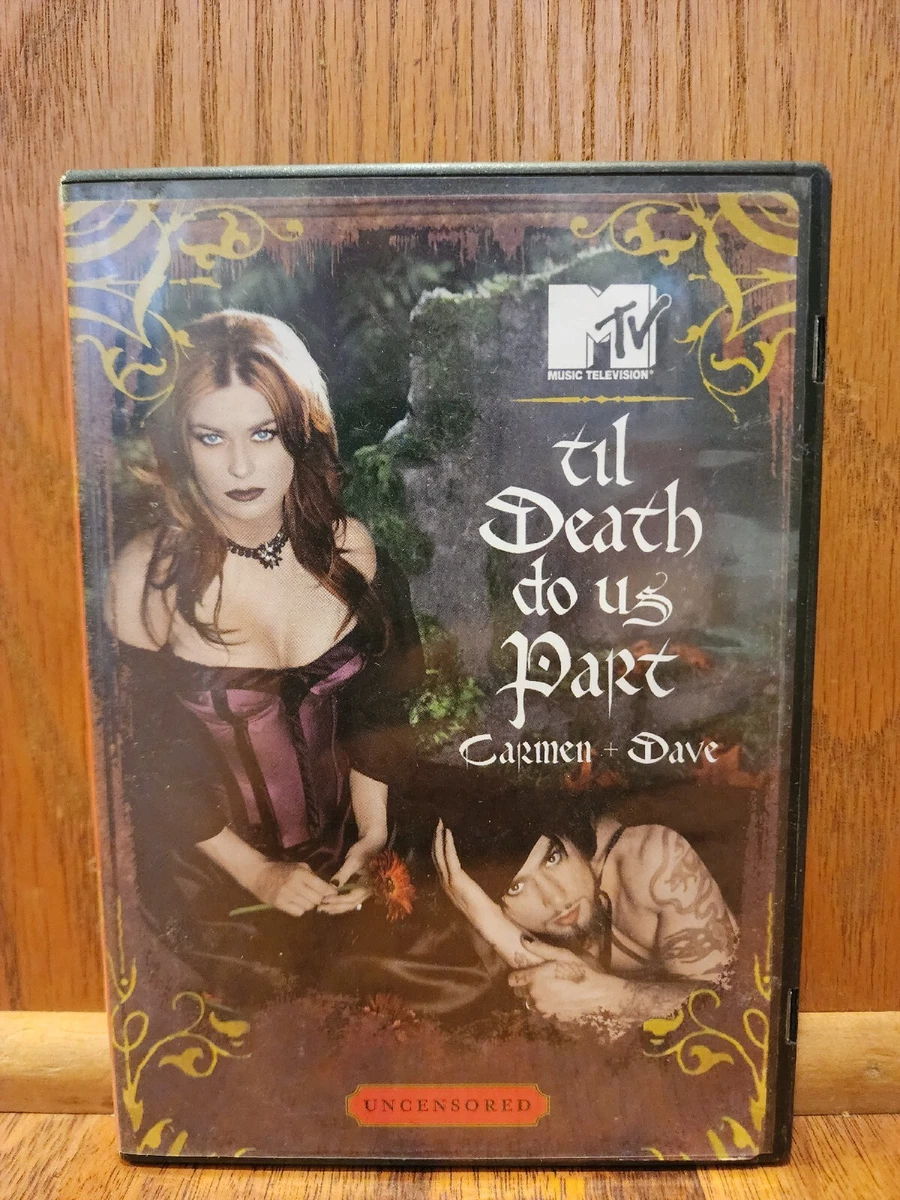 MTV
MUSIC TELEVISION®
til
Death
do us
Part
Carmen + Dave
UNCENSORED